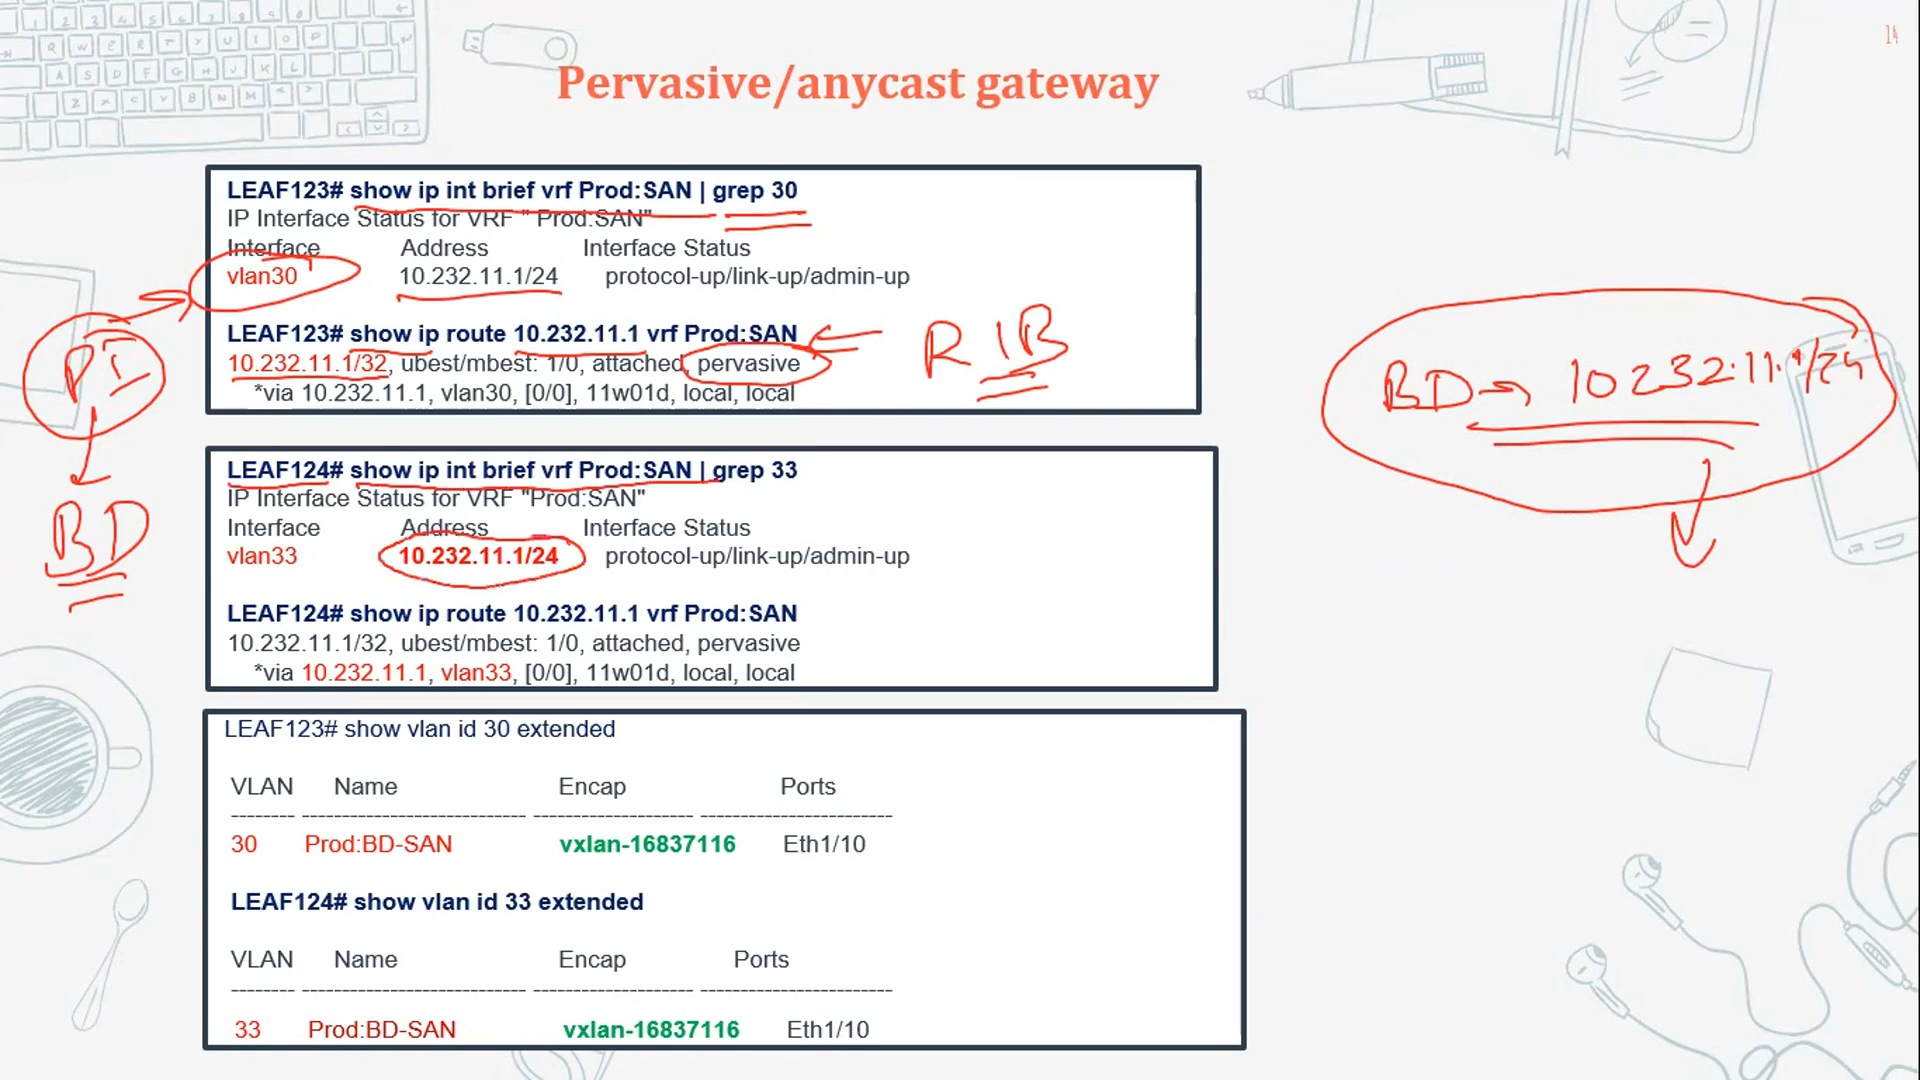 14
Pervasive/anycast gateway
LEAF123# show ip int brief vrf Prod:SAN | grep 30
IP Interface Status for VRF " Prod:SAN"
Interface Address Interface Status
vlan30 10.232.11.1/24 protocol-up/link-up/admin-up
LEAF123# show ip route 10.232.11.1 vrf Prod:SAN
10.232.11.1/32, ubest/mbest: 1/0, attached, pervasive
*via 10.232.11.1, vlan30, [0/0], 11w01d, local, local
RIB
PI
BD
BD→ 10 232.11.1/24
LEAF124# show ip int brief vrf Prod:SAN | grep 33
IP Interface Status for VRF "Prod:SAN"
Interface Address Interface Status
vlan33 10.232.11.1/24 protocol-up/link-up/admin-up
LEAF124# show ip route 10.232.11.1 vrf Prod:SAN
10.232.11.1/32, ubest/mbest: 1/0, attached, pervasive
*via 10.232.11.1, vlan33, [0/0], 11w01d, local, local
LEAF123# show vlan id 30 extended
VLAN Name Encap Ports
-------- --------------------------- ------------------- -----------------------
30 Prod:BD-SAN vxlan-16837116 Eth1/10
LEAF124# show vlan id 33 extended
VLAN Name Encap Ports
-------- --------------------------- ------------------- -----------------------
33 Prod:BD-SAN vxlan-16837116 Eth1/10